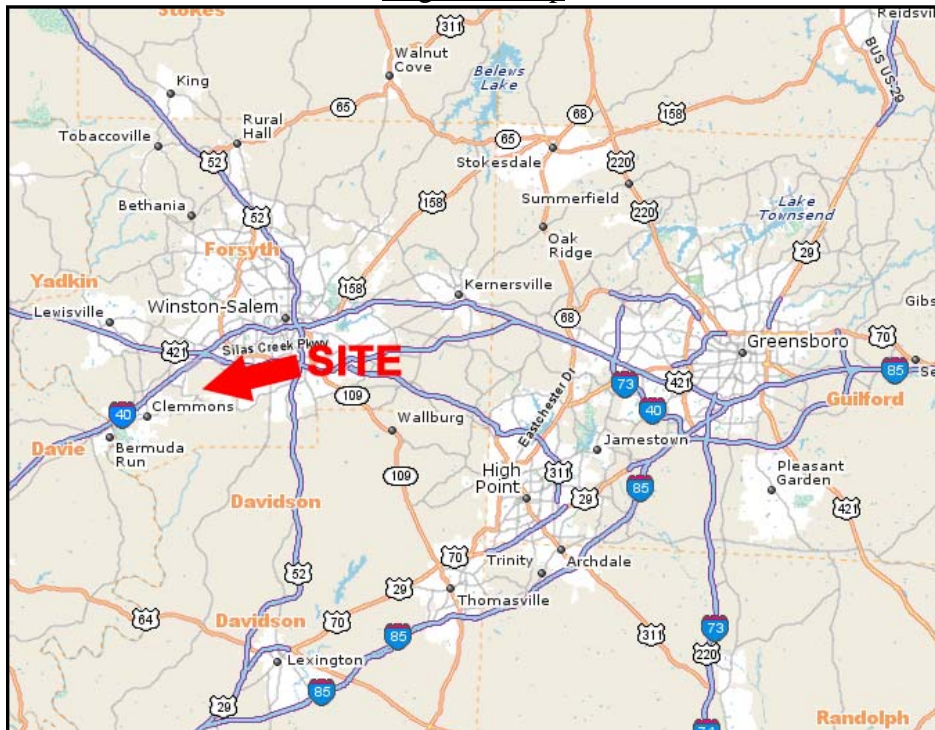 Stokes
311
Reidsville
Walnut
Cove
Belews
Lake
BUS US-29
King
65
68
158
Rural
Hall
Tobaccoville
52
65
Stokesdale
220
158
Summerfield
Bethania
52
220
Lake
Townsend
Oak
Ridge
29
Forsyth
Yadkin
158
Kernersville
Winston-Salem
Lewisville
68
70
Greensboro
421
Silas Creek Pkwy
SITE
73
421
85
Guilford
109
Eastchester Dr
40
40
Clemmons
Wallburg
Jamestown
Davie
Bermuda
Run
High
Point
311
109
85
Pleasant
Garden
29
421
Davidson
70
Trinity
Archdale
52
29
Thomasville
64
Davidson
70
85
311
73
220
Lexington
85
29
Randolph